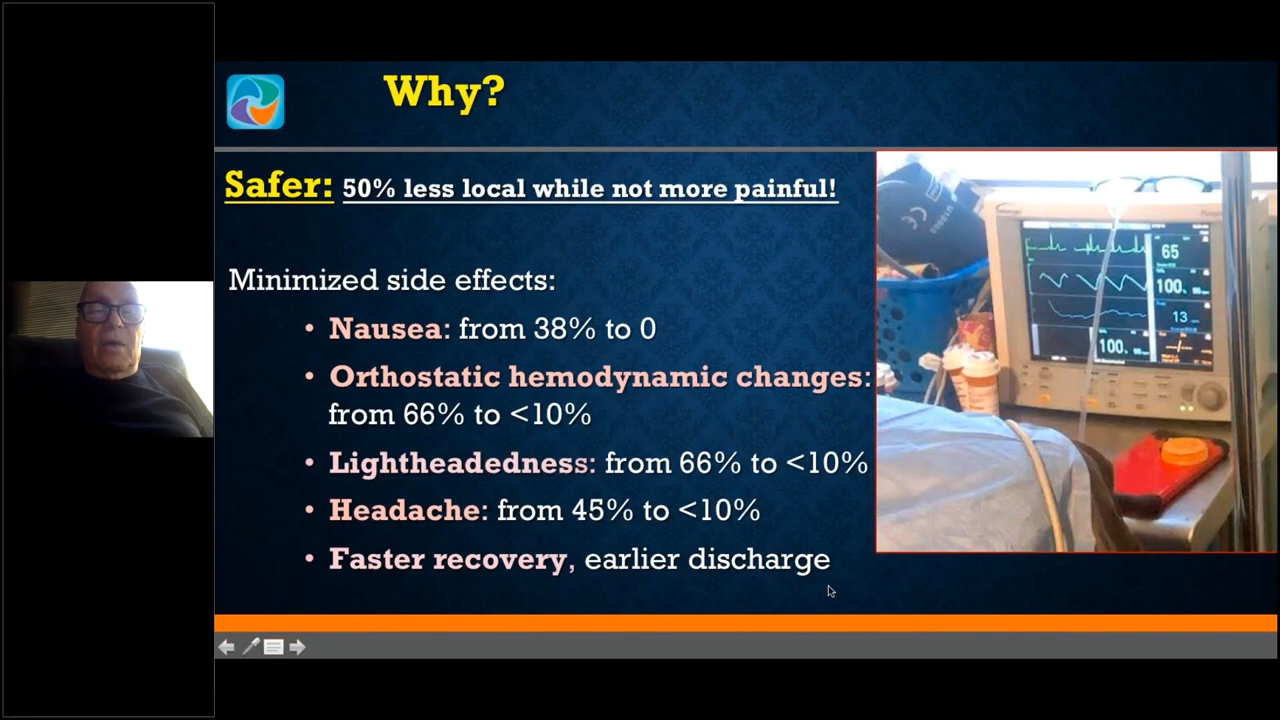 Why?
Safer: 50% less local while not more painful!
Minimized side effects:
• Nausea: from 38% to 0
• Orthostatic hemodynamic changes:
from 66% to <10%
• Lightheadedness: from 66% to <10%
• Headache: from 45% to <10%
• Faster recovery, earlier discharge
65
100
13
100